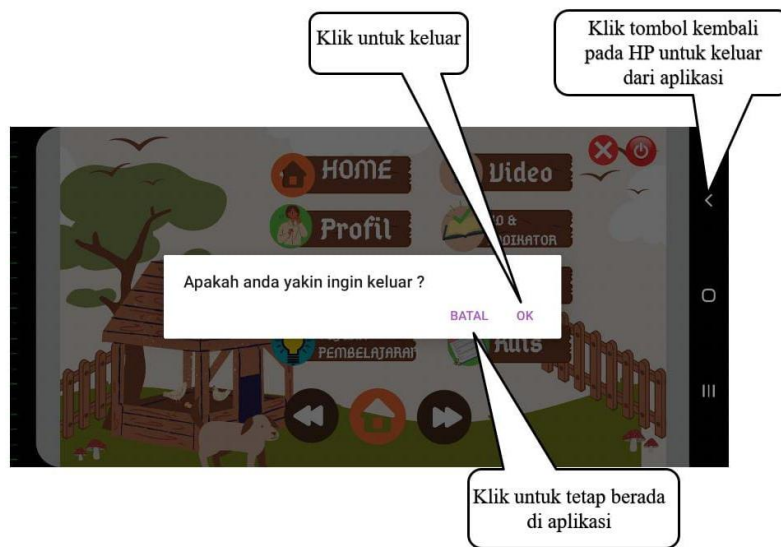 Klik untuk keluar
Klik tombol kembali
pada HP untuk keluar
dari aplikasi
HOME
Video
Profil
&
Apakah anda yakin ingin keluar ?
BATAL
OK
PEMBELAJARAN
Klik untuk tetap berada
di aplikasi